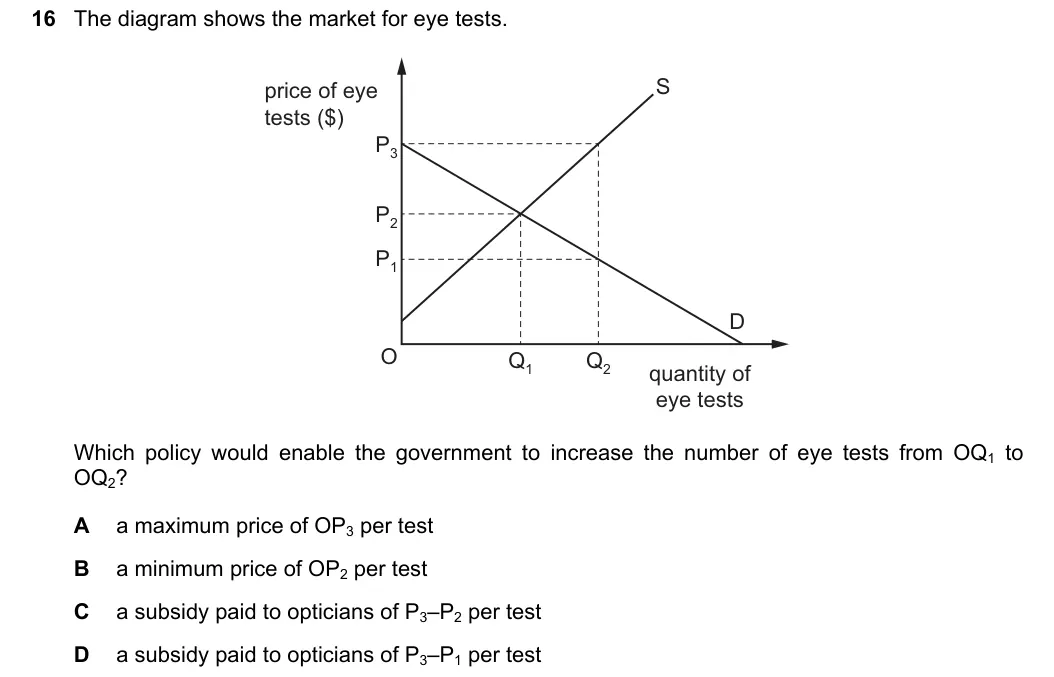 16 The diagram shows the market for eye tests.
price of eye
tests ($)
S
P₃
P₂
P₁
D
O
Q₁
Q₂
quantity of
eye tests
Which policy would enable the government to increase the number of eye tests from OQ₁ to
OQ₂?
A a maximum price of OP₃ per test
B a minimum price of OP₂ per test
C a subsidy paid to opticians of P₃–P₂ per test
D a subsidy paid to opticians of P₃–P₁ per test